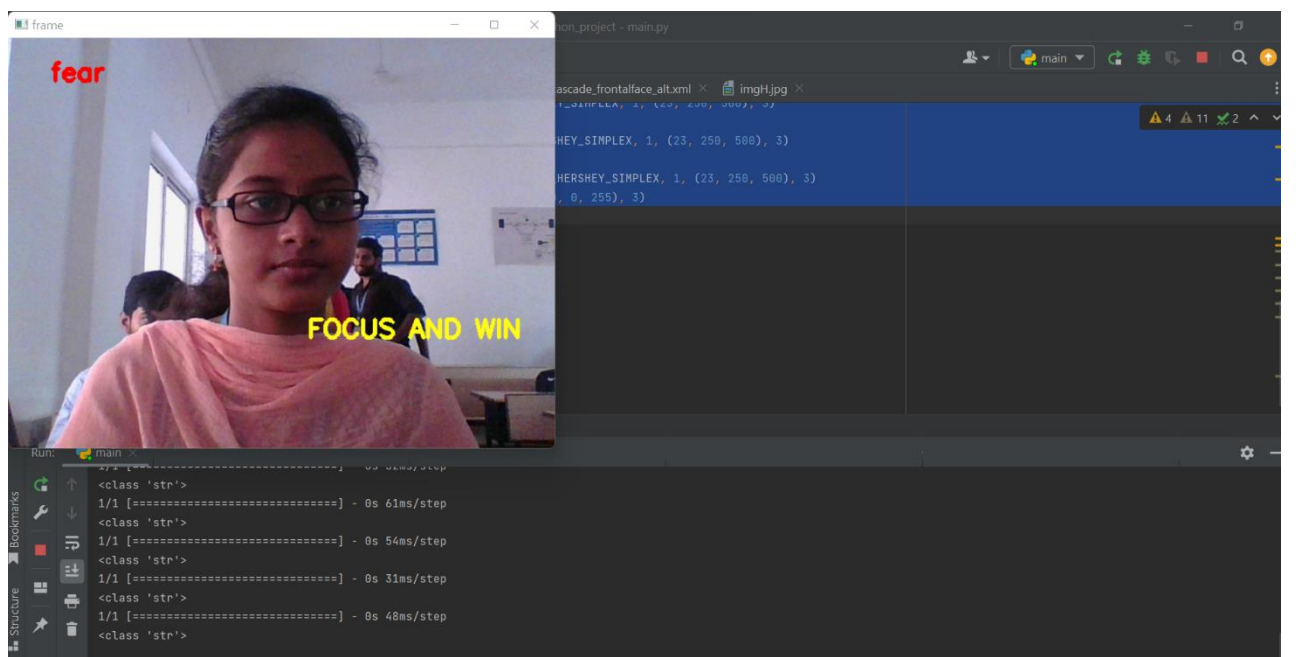 frame
hon_project - main.py
main
ascade_frontalface_alt.xml
imgH.jpg
fear
4 11 2
HEY_SIMPLEX, 1, (23, 250, 500), 3)
HERSHEY_SIMPLEX, 1, (23, 250, 500), 3)
, 0, 255), 3)
FOCUS AND WIN
Run: main
<class 'str'>
1/1 [==============================] - 0s 61ms/step
<class 'str'>
1/1 [==============================] - 0s 54ms/step
<class 'str'>
1/1 [==============================] - 0s 31ms/step
<class 'str'>
1/1 [==============================] - 0s 48ms/step
<class 'str'>
Bookmarks
Structure